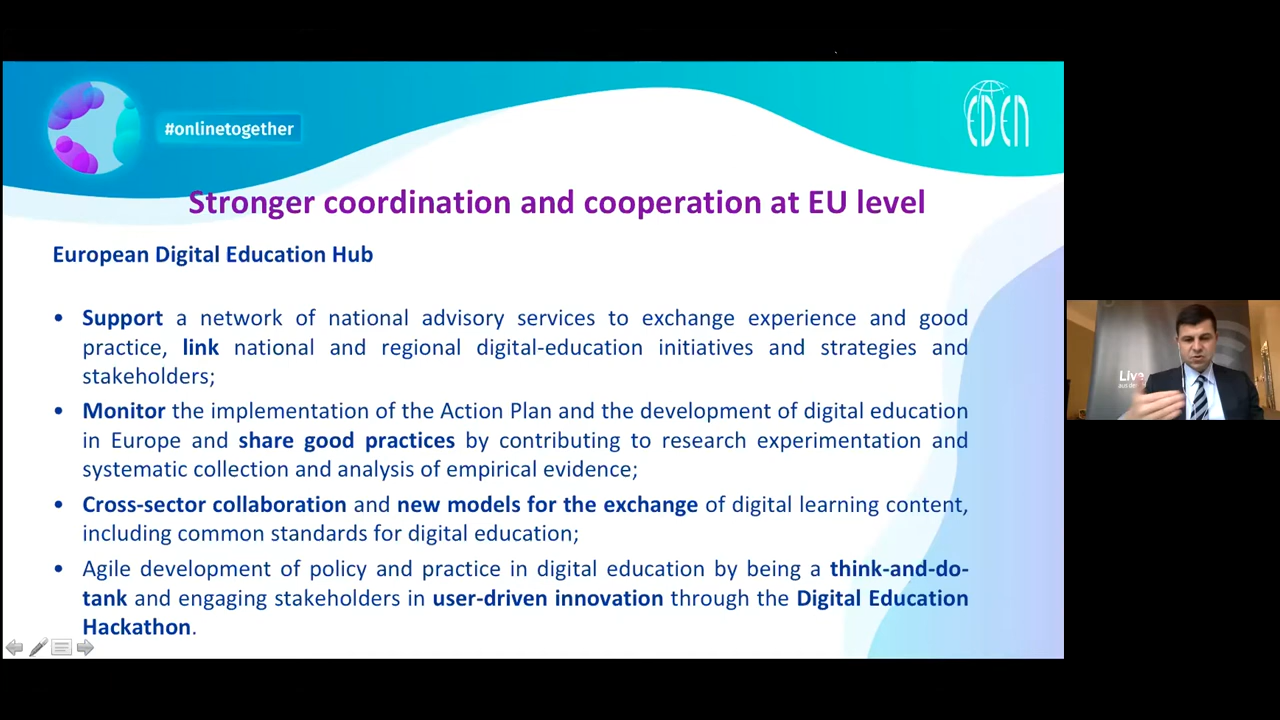 #onlinetogether
EDEN
Stronger coordination and cooperation at EU level
European Digital Education Hub
• Support a network of national advisory services to exchange experience and good
practice, link national and regional digital-education initiatives and strategies and
stakeholders;
• Monitor the implementation of the Action Plan and the development of digital education
in Europe and share good practices by contributing to research experimentation and
systematic collection and analysis of empirical evidence;
• Cross-sector collaboration and new models for the exchange of digital learning content,
including common standards for digital education;
• Agile development of policy and practice in digital education by being a think-and-do-
tank and engaging stakeholders in user-driven innovation through the Digital Education
Hackathon.
Live